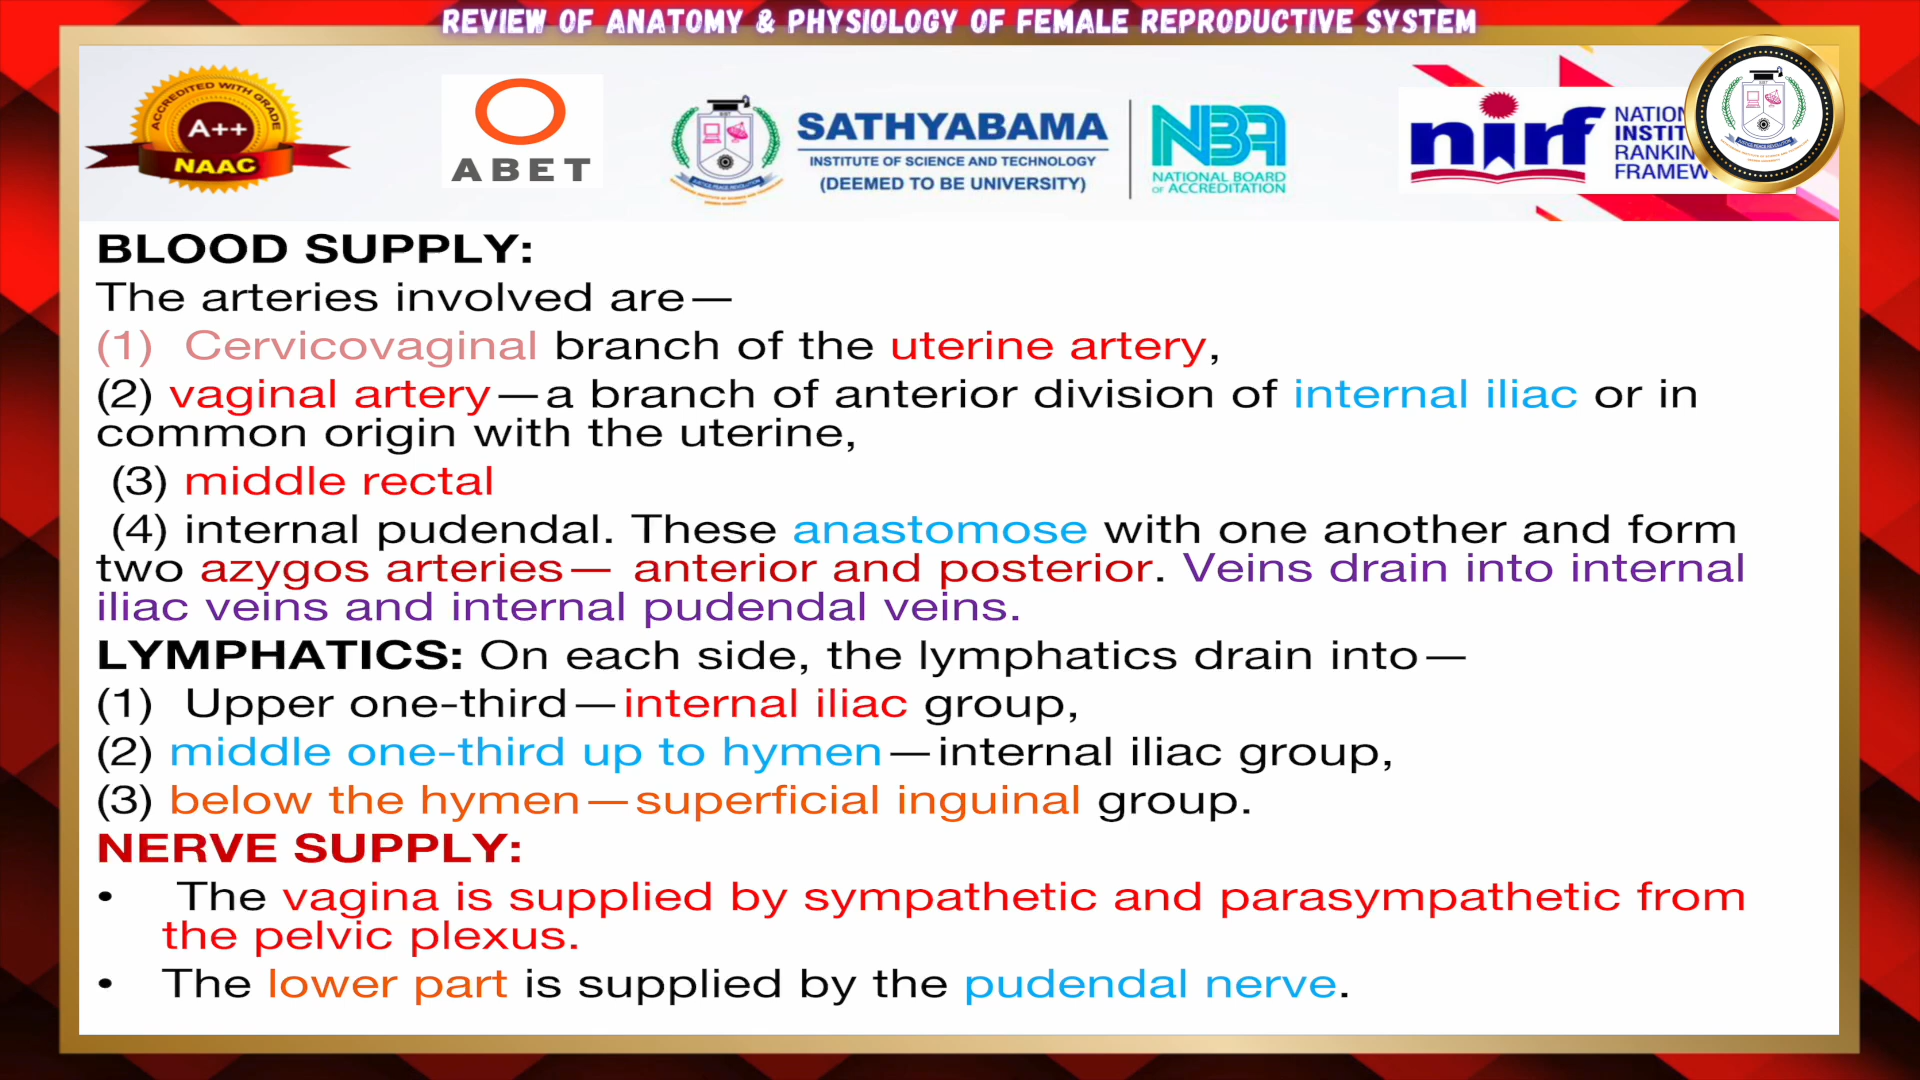 REVIEW OF ANATOMY & PHYSIOLOGY OF FEMALE REPRODUCTIVE SYSTEM
ACCREDITED WITH GRADE
A++
NAAC
ABET
SATHYABAMA
INSTITUTE OF SCIENCE AND TECHNOLOGY
(DEEMED TO BE UNIVERSITY)
NBA
NATIONAL BOARD
OF ACCREDITATION
nirf
NATION
INSTIT
RANKIN
FRAMEW
BLOOD SUPPLY:
The arteries involved are—
(1) Cervicovaginal branch of the uterine artery,
(2) vaginal artery—a branch of anterior division of internal iliac or in
common origin with the uterine,
(3) middle rectal
(4) internal pudendal. These anastomose with one another and form
two azygos arteries— anterior and posterior. Veins drain into internal
iliac veins and internal pudendal veins.
LYMPHATICS: On each side, the lymphatics drain into—
(1) Upper one-third—internal iliac group,
(2) middle one-third up to hymen—internal iliac group,
(3) below the hymen—superficial inguinal group.
NERVE SUPPLY:
• The vagina is supplied by sympathetic and parasympathetic from
the pelvic plexus.
• The lower part is supplied by the pudendal nerve.